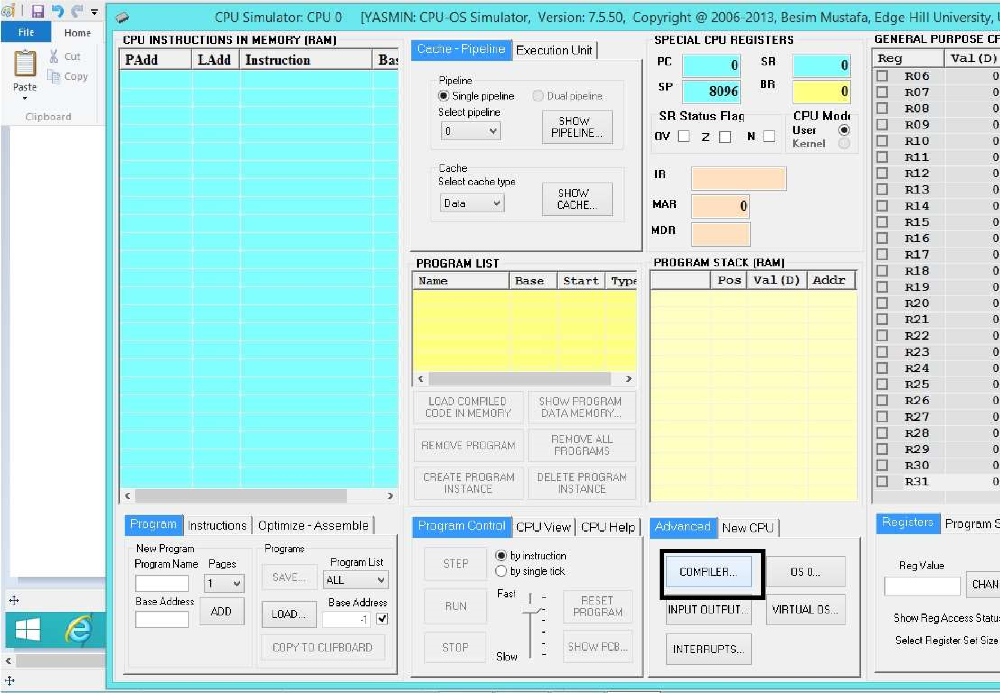 CPU Simulator: CPU 0 [YASMIN: CPU-OS Simulator, Version: 7.5.50, Copyright @ 2006-2013, Besim Mustafa, Edge Hill University,
File Home
Cut
Copy
Paste
Clipboard
CPU INSTRUCTIONS IN MEMORY (RAM)
PAdd LAdd Instruction Bas
Cache - Pipeline Execution Unit
Pipeline
Single pipeline Dual pipeline
Select pipeline
0
SHOW
PIPELINE...
Cache
Select cache type
Data
SHOW
CACHE...
SPECIAL CPU REGISTERS
PC 0 SR 0
SP 8096 BR 0
SR Status Flag
OV Z N
CPU Mode
User
Kernel
IR
MAR 0
MDR
GENERAL PURPOSE CP
Reg Val(D)
R06 0
R07 0
R08 0
R09 0
R10 0
R11 0
R12 0
R13 0
R14 0
R15 0
R16 0
R17 0
R18 0
R19 0
R20 0
R21 0
R22 0
R23 0
R24 0
R25 0
R26 0
R27 0
R28 0
R29 0
R30 0
R31 0
PROGRAM LIST
Name Base Start Type
LOAD COMPILED
CODE IN MEMORY
SHOW PROGRAM
DATA MEMORY...
REMOVE PROGRAM
REMOVE ALL
PROGRAMS
CREATE PROGRAM
INSTANCE
DELETE PROGRAM
INSTANCE
PROGRAM STACK (RAM)
Pos Val(D) Addr
Program Instructions Optimize - Assemble
New Program
Program Name Pages
1
Base Address
ADD
Programs
SAVE...
Program List
ALL
LOAD...
Base Address
-1
COPY TO CLIPBOARD
Program Control CPU View CPU Help
STEP
by instruction
by single tick
RUN
Fast
RESET
PROGRAM
STOP
Slow
SHOW PCB...
Advanced New CPU
COMPILER... OS 0...
INPUT OUTPUT... VIRTUAL OS...
INTERRUPTS...
Registers Program S
Reg Value
CHAN
Show Reg Access Status
Select Register Set Size